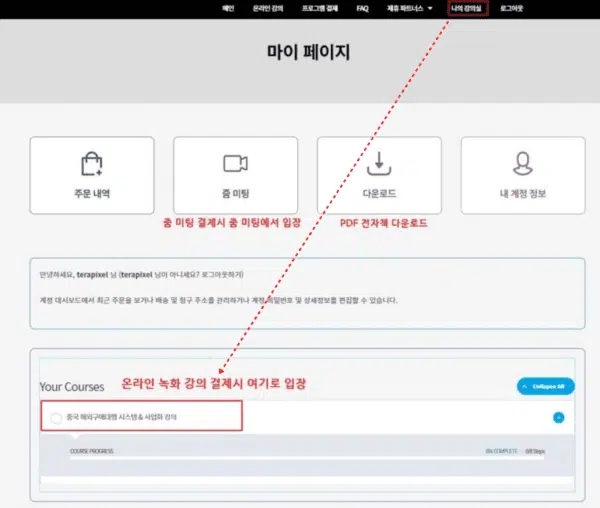 메인 온라인 강의 프로그램 결제 FAQ 제휴 파트너스 나의 강의실 로그아웃
마이 페이지
주문 내역 줌 미팅 다운로드 내 계정 정보
줌 미팅 결제시 줌 미팅에서 입장 PDF 전자책 다운로드
안녕하세요, terapixel 님 (terapixel 님이 아니세요? 로그아웃하기)
계정 대시보드에서 최근 주문을 보거나 배송 및 청구 주소를 관리하거나 계정 비밀번호 및 상세정보를 편집할 수 있습니다.
온라인 녹화 강의 결제시 여기로 입장
Your Courses Collapse All
중국 해외구매대행 시스템 & 사업화 강의
COURSE PROGRESS 0% COMPLETE Steps